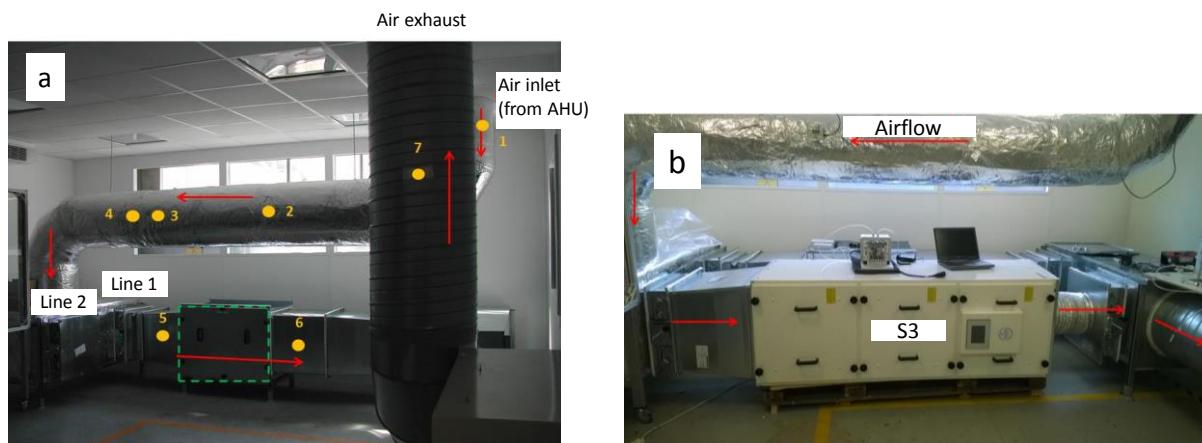 Air exhaust
a
Air inlet
(from AHU)
1
7
2
3
4
Line 1
Line 2
5
6
b
Airflow
S3